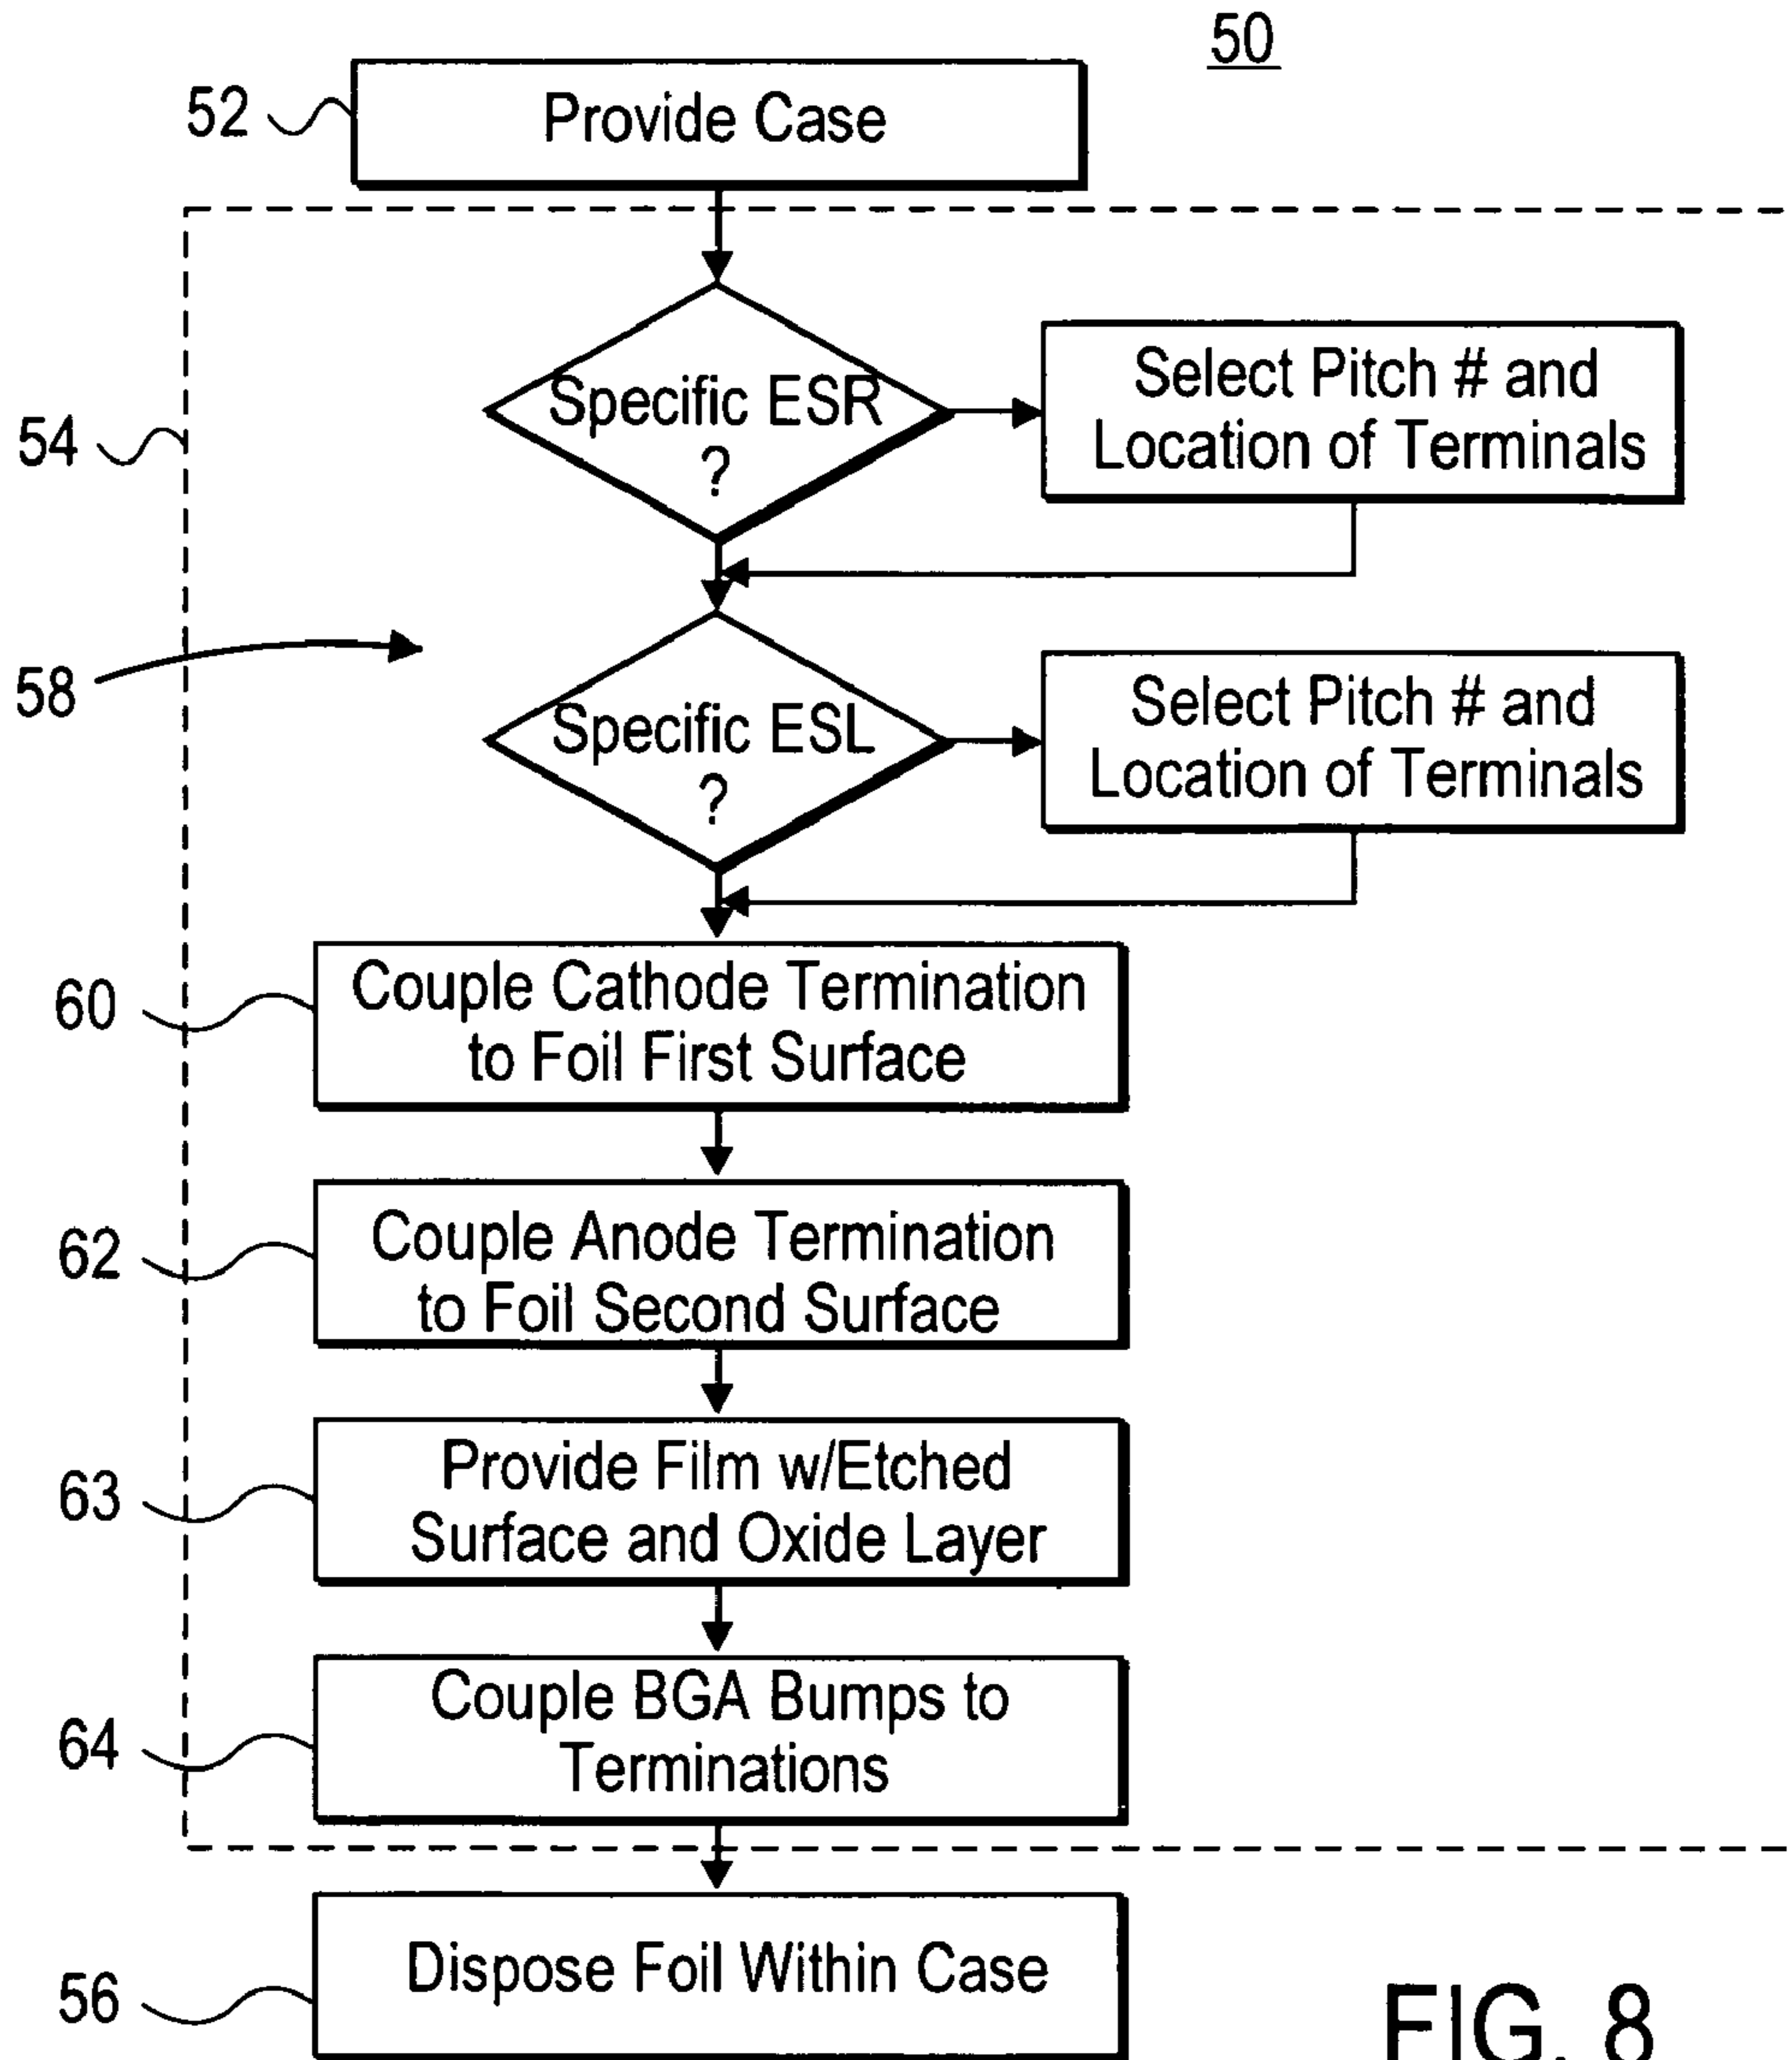 50
52
Provide Case
54
Specific ESR
?
Select Pitch # and
Location of Terminals
58
Specific ESL
?
Select Pitch # and
Location of Terminals
60
Couple Cathode Termination
to Foil First Surface
62
Couple Anode Termination
to Foil Second Surface
63
Provide Film w/Etched
Surface and Oxide Layer
64
Couple BGA Bumps to
Terminations
56
Dispose Foil Within Case
FIG. 8